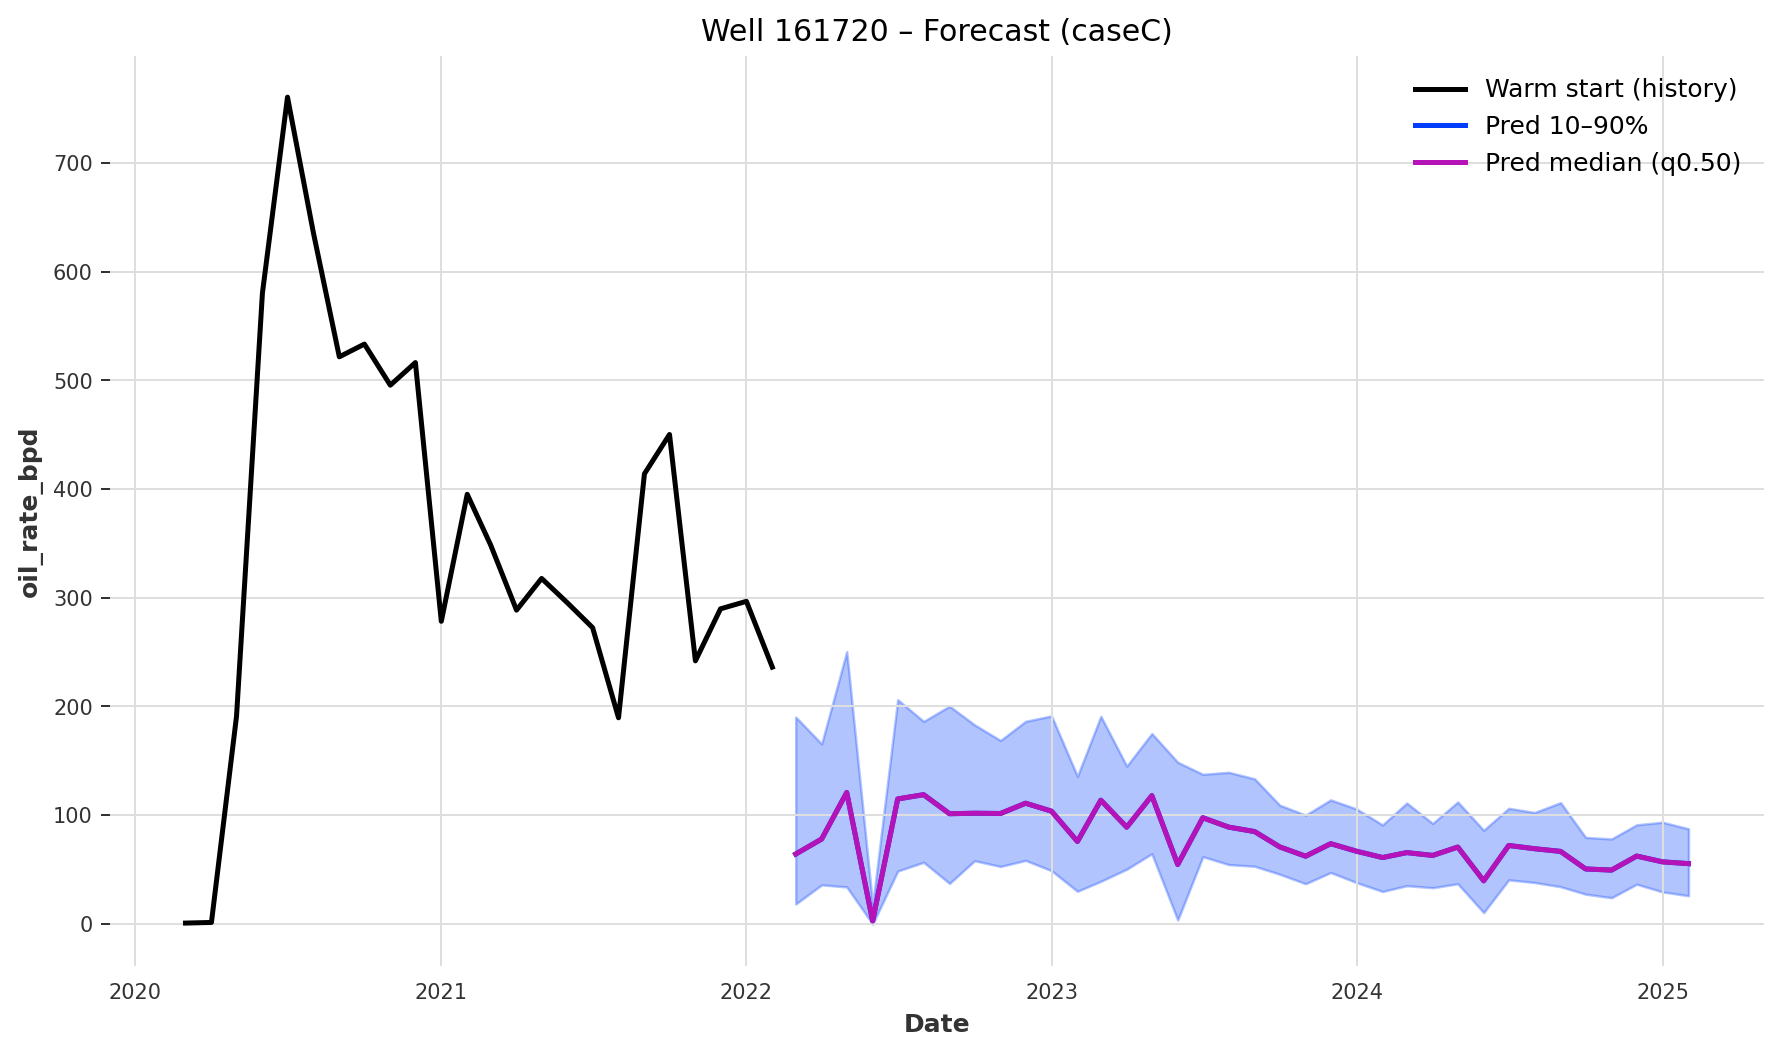 Well 161720 – Forecast (caseC)
Warm start (history)
Pred 10–90%
Pred median (q0.50)
oil_rate_bpd
700
600
500
400
300
200
100
0
2020
2021
2022
2023
2024
2025
Date